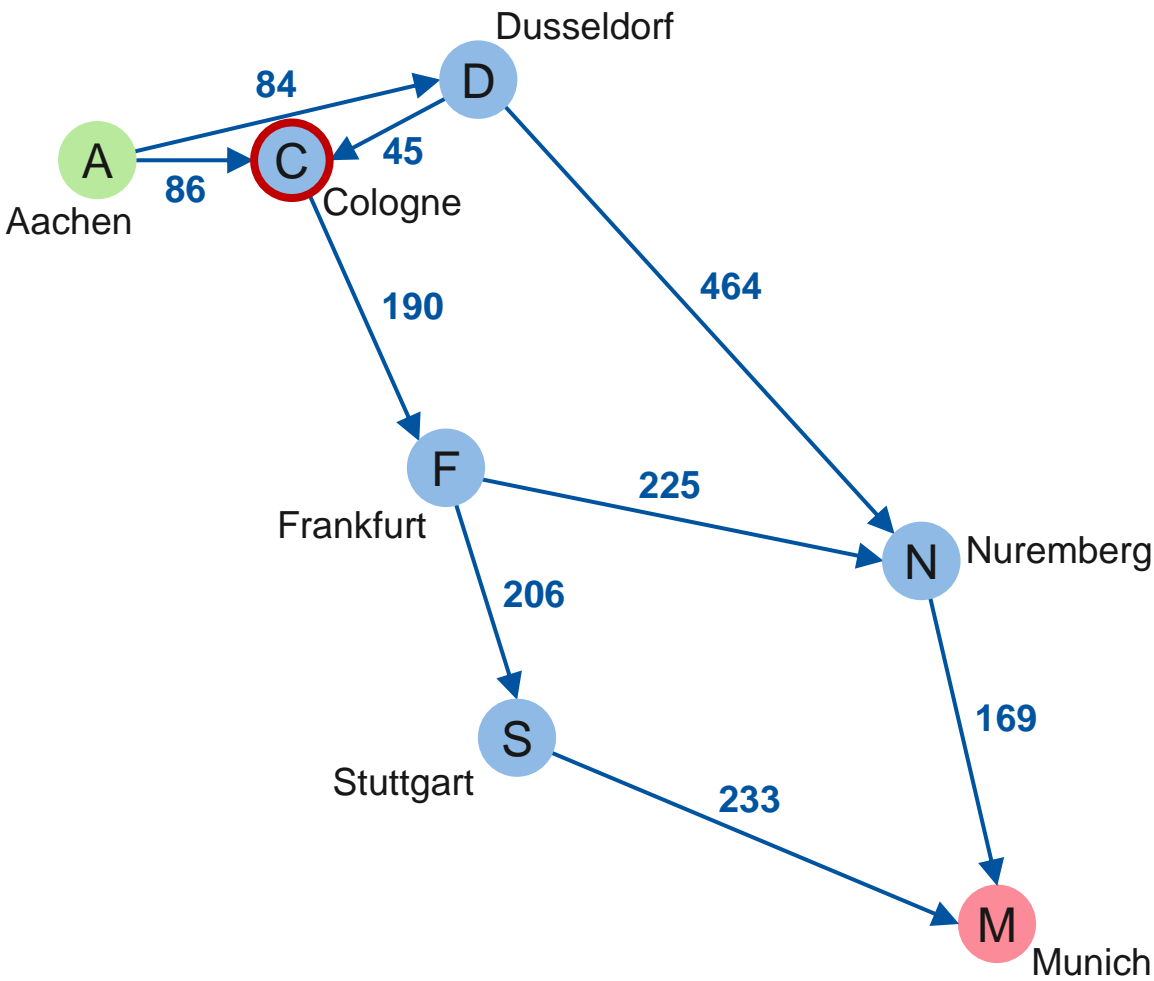 Dusseldorf
D
84
A
C
45
86
Cologne
Aachen
464
190
F
225
Frankfurt
N
Nuremberg
206
169
S
Stuttgart
233
M
Munich